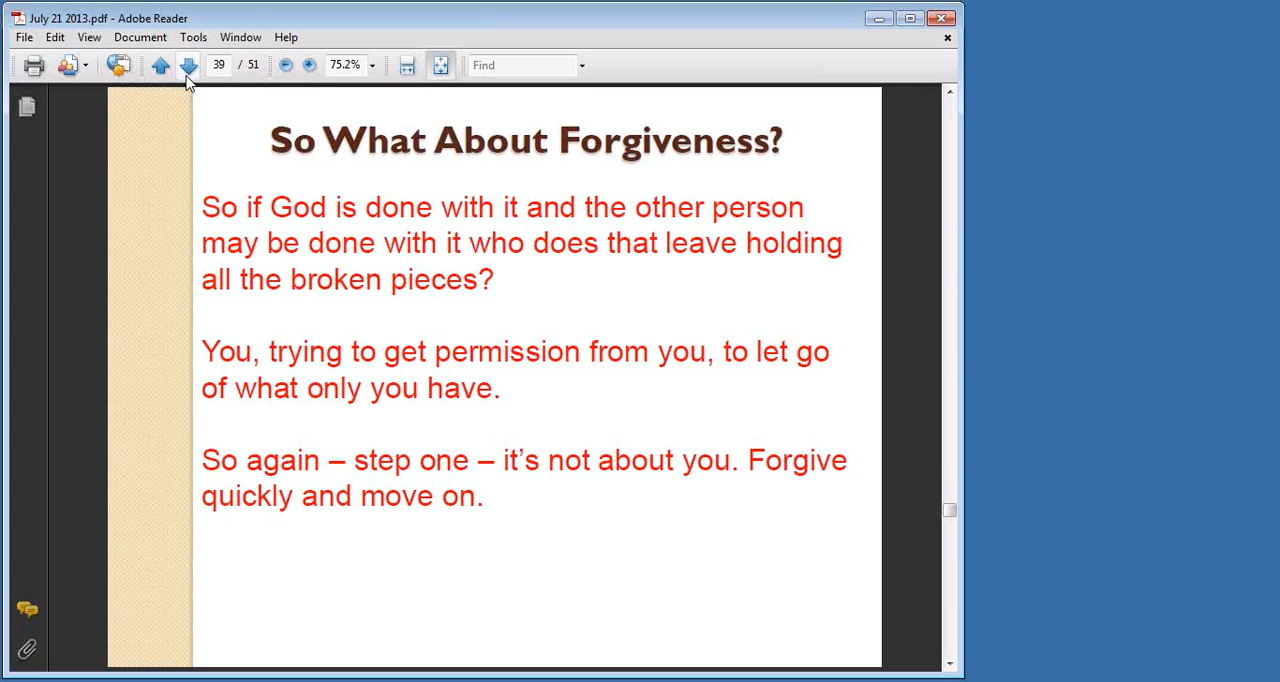 July 21 2013.pdf - Adobe Reader
File Edit View Document Tools Window Help
39 / 51 75.2% Find
So What About Forgiveness?
So if God is done with it and the other person
may be done with it who does that leave holding
all the broken pieces?
You, trying to get permission from you, to let go
of what only you have.
So again – step one – it’s not about you. Forgive
quickly and move on.